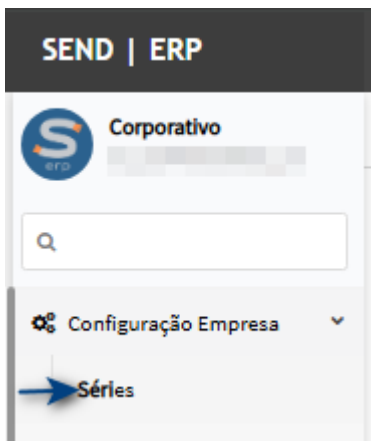 SEND | ERP
Corporativo
S
erp
Configuração Empresa
Séries